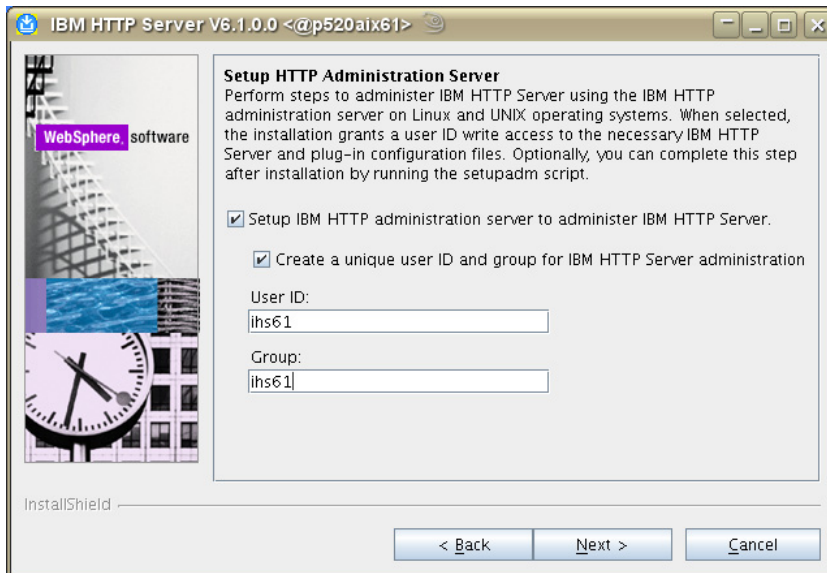 IBM HTTP Server V6.1.0.0 <@p520aix61>
WebSphere. software
Setup HTTP Administration Server
Perform steps to administer IBM HTTP Server using the IBM HTTP
administration server on Linux and UNIX operating systems. When selected,
the installation grants a user ID write access to the necessary IBM HTTP
Server and plug-in configuration files. Optionally, you can complete this step
after installation by running the setupadm script.
Setup IBM HTTP administration server to administer IBM HTTP Server.
Create a unique user ID and group for IBM HTTP Server administration
User ID:
ihs61
Group:
ihs61
InstallShield
< Back
Next >
Cancel